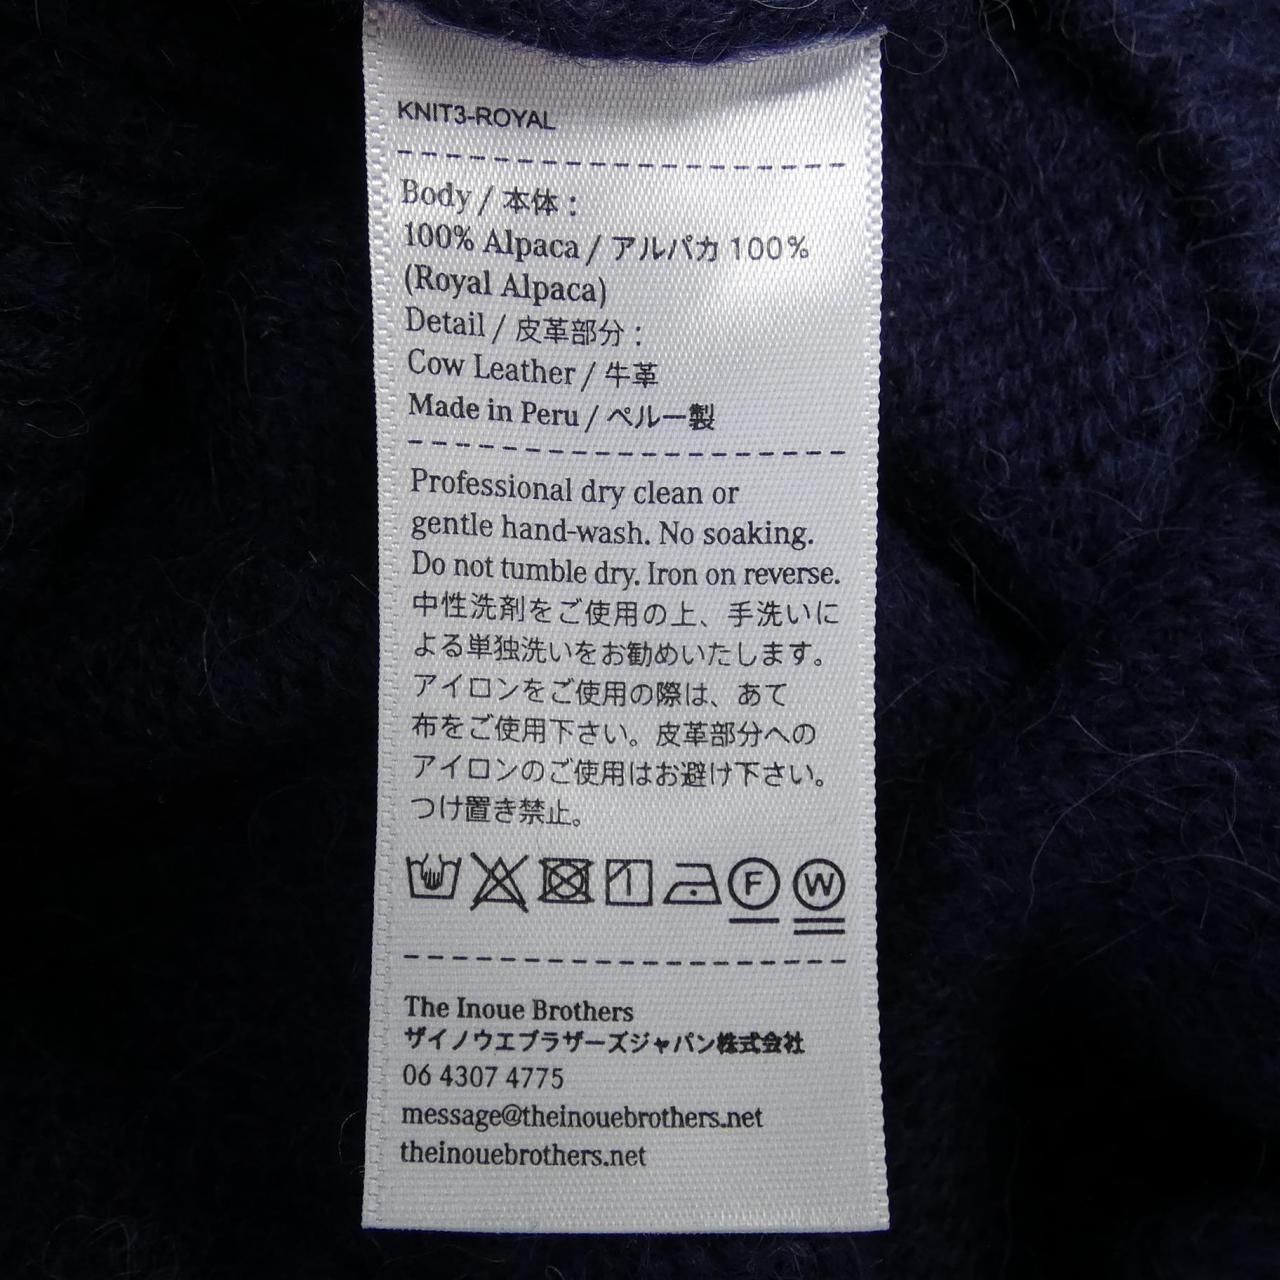 KNIT3-ROYAL
Body / 本体：
100% Alpaca / アルパカ 100%
(Royal Alpaca)
Detail / 皮革部分：
Cow Leather / 牛革
Made in Peru / ペルー製
Professional dry clean or
gentle hand-wash. No soaking.
Do not tumble dry. Iron on reverse.
中性洗剤をご使用の上、手洗いに
よる単独洗いをお勧めいたします。
アイロンをご使用の際は、あて
布をご使用下さい。皮革部分への
アイロンのご使用はお避け下さい。
つけ置き禁止。
F W
The Inoue Brothers
ザイノウエブラザーズジャパン株式会社
06 4307 4775
message@theinouebrothers.net
theinouebrothers.net